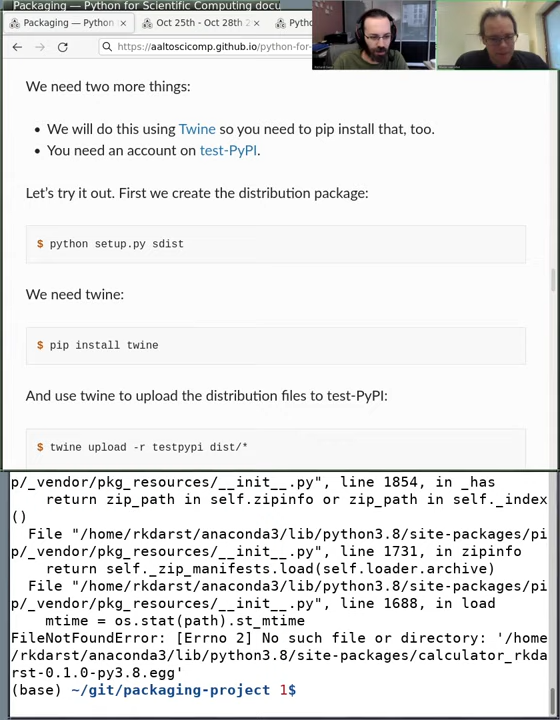 Packaging — Python for Scientific Computing docu
Packaging — Python for × Oct 25th - Oct 28th 2 Pytho
https://aaltoscicomp.github.io/python-for-
We need two more things:
• We will do this using Twine so you need to pip install that, too.
• You need an account on test-PyPI.
Let's try it out. First we create the distribution package:
$ python setup.py sdist
We need twine:
$ pip install twine
And use twine to upload the distribution files to test-PyPI:
$ twine upload -r testpypi dist/*
p/_vendor/pkg_resources/__init__.py", line 1854, in _has
return zip_path in self.zipinfo or zip_path in self._index
()
File "/home/rkdarst/anaconda3/lib/python3.8/site-packages/pi
p/_vendor/pkg_resources/__init__.py", line 1731, in zipinfo
return self._zip_manifests.load(self.loader.archive)
File "/home/rkdarst/anaconda3/lib/python3.8/site-packages/pi
p/_vendor/pkg_resources/__init__.py", line 1688, in load
mtime = os.stat(path).st_mtime
FileNotFoundError: [Errno 2] No such file or directory: '/home
/rkdarst/anaconda3/lib/python3.8/site-packages/calculator_rkda
rst-0.1.0-py3.8.egg'
(base) ~/git/packaging-project 1$